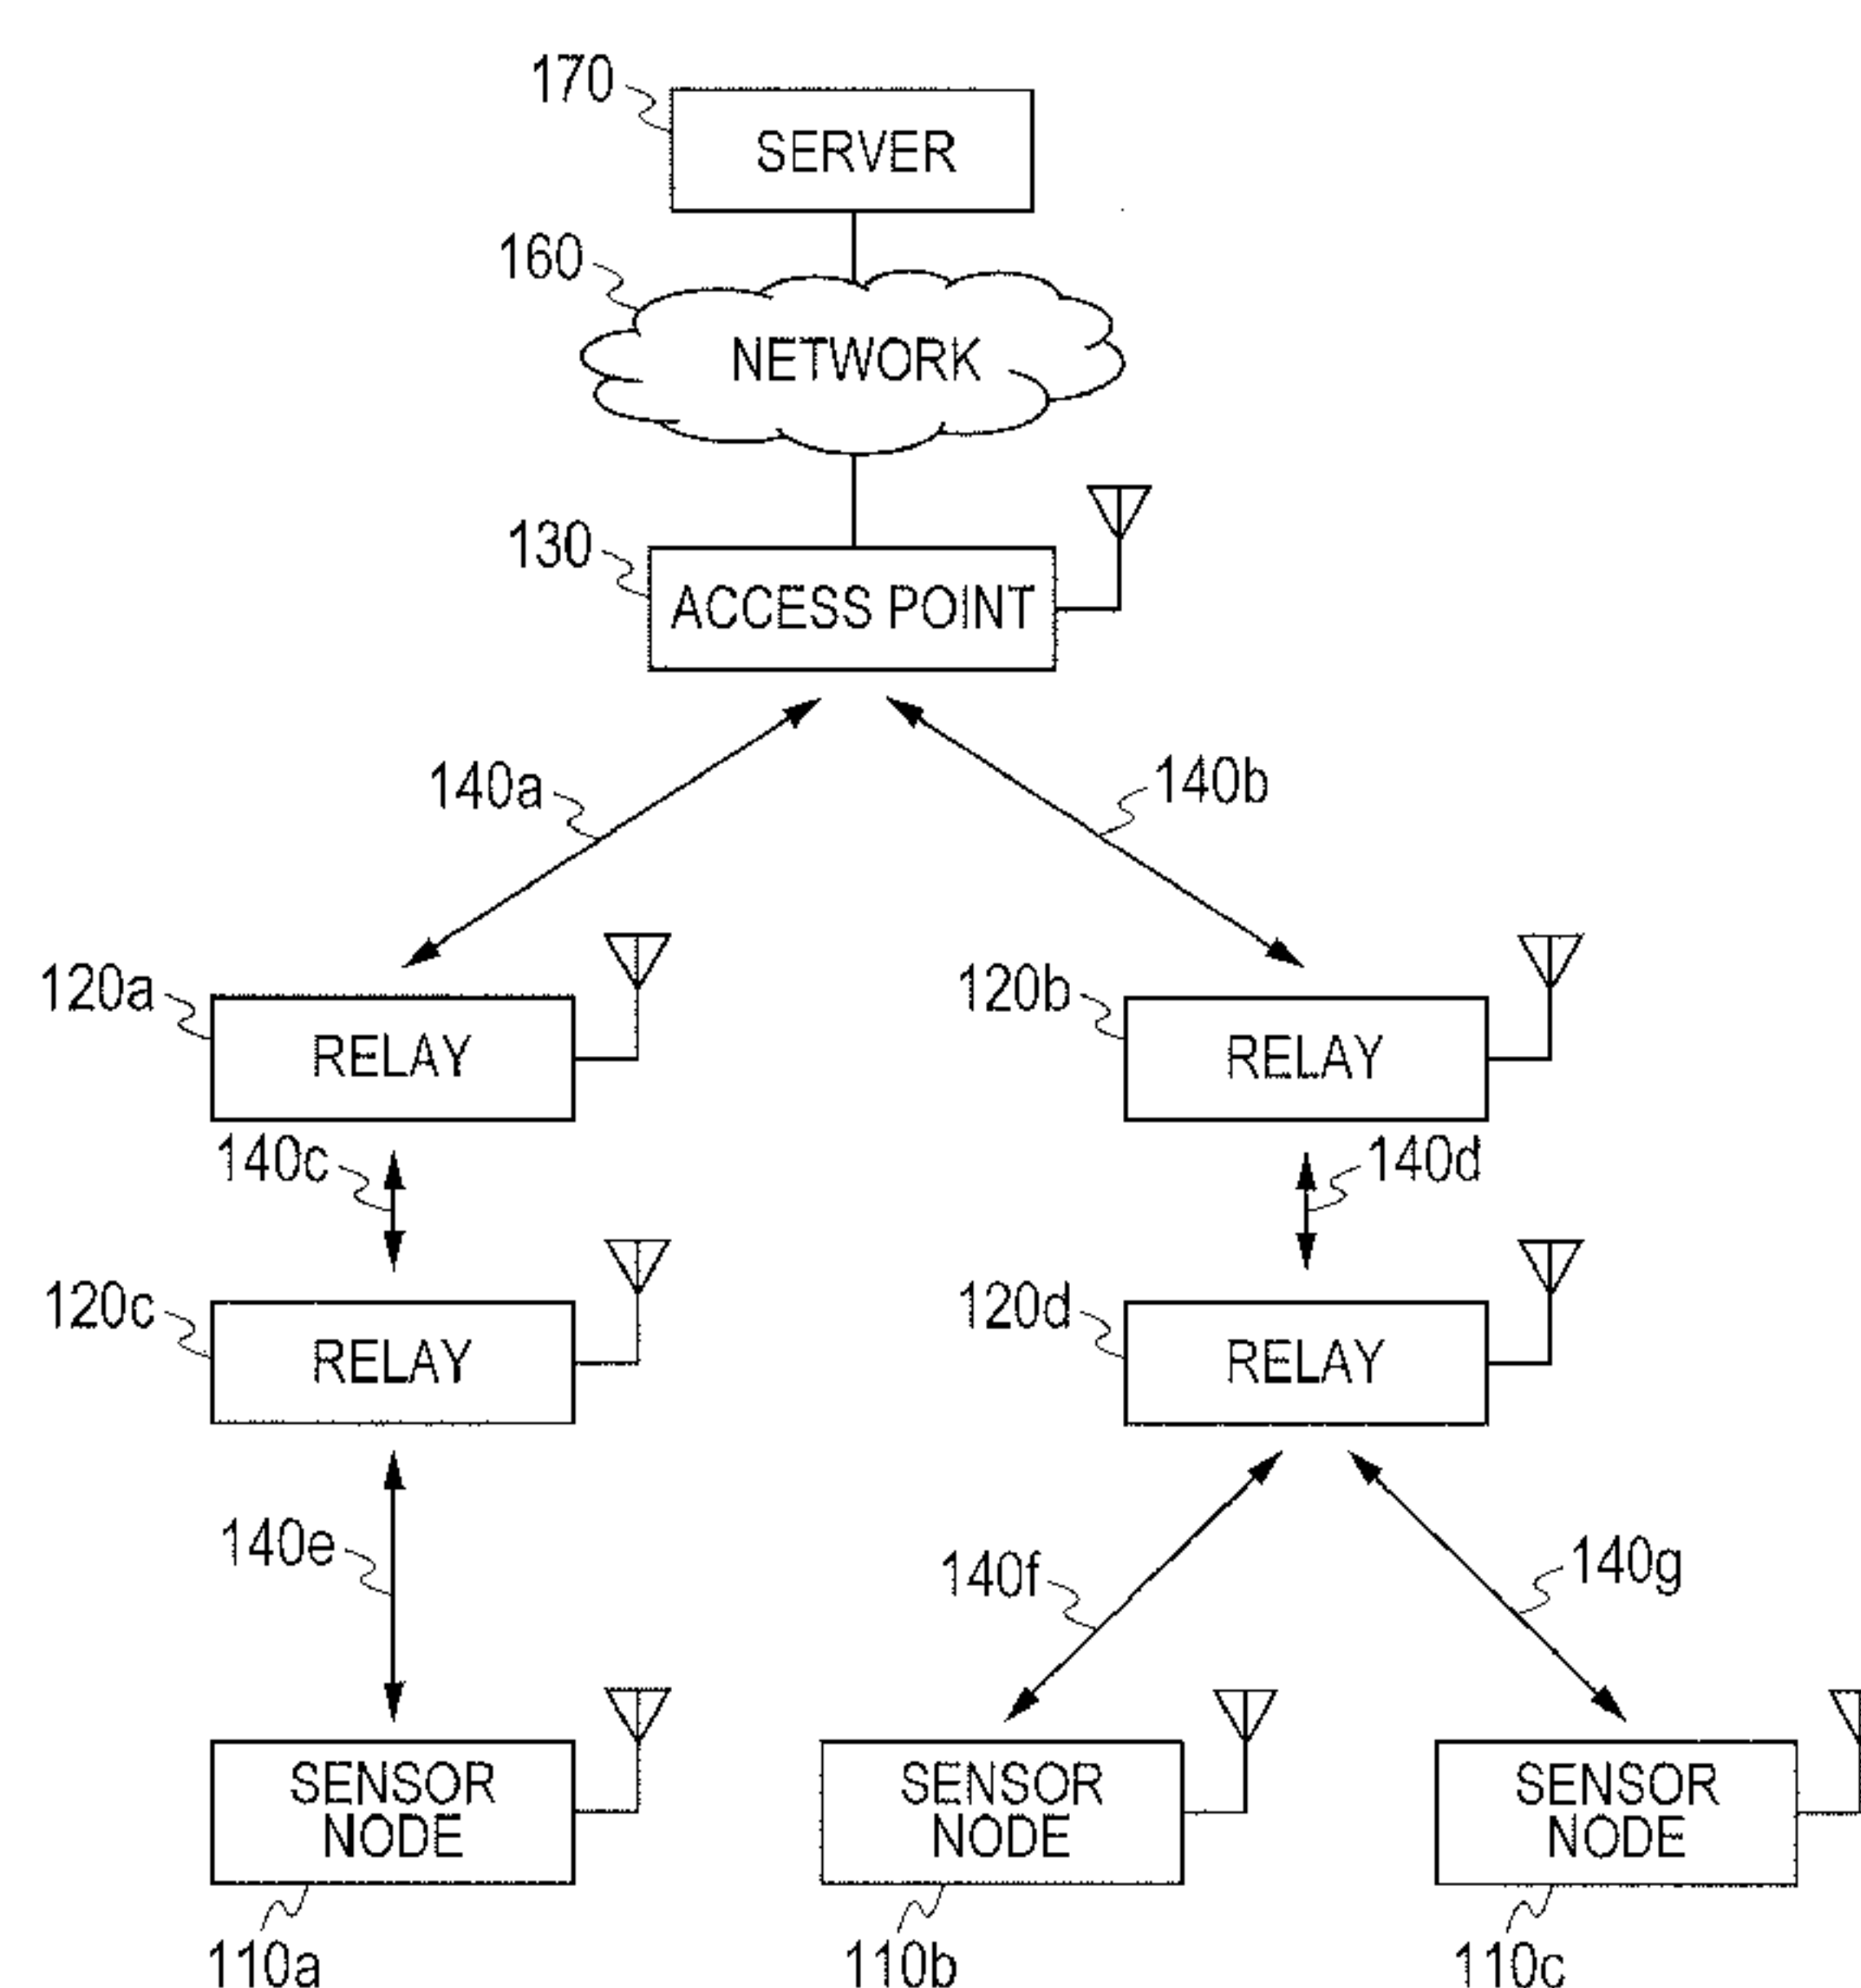 170
SERVER
160
NETWORK
130
ACCESS POINT
140a
140b
120a
RELAY
120b
RELAY
140c
140d
120c
RELAY
120d
RELAY
140e
140f
140g
SENSOR
NODE
SENSOR
NODE
SENSOR
NODE
110a
110b
110c